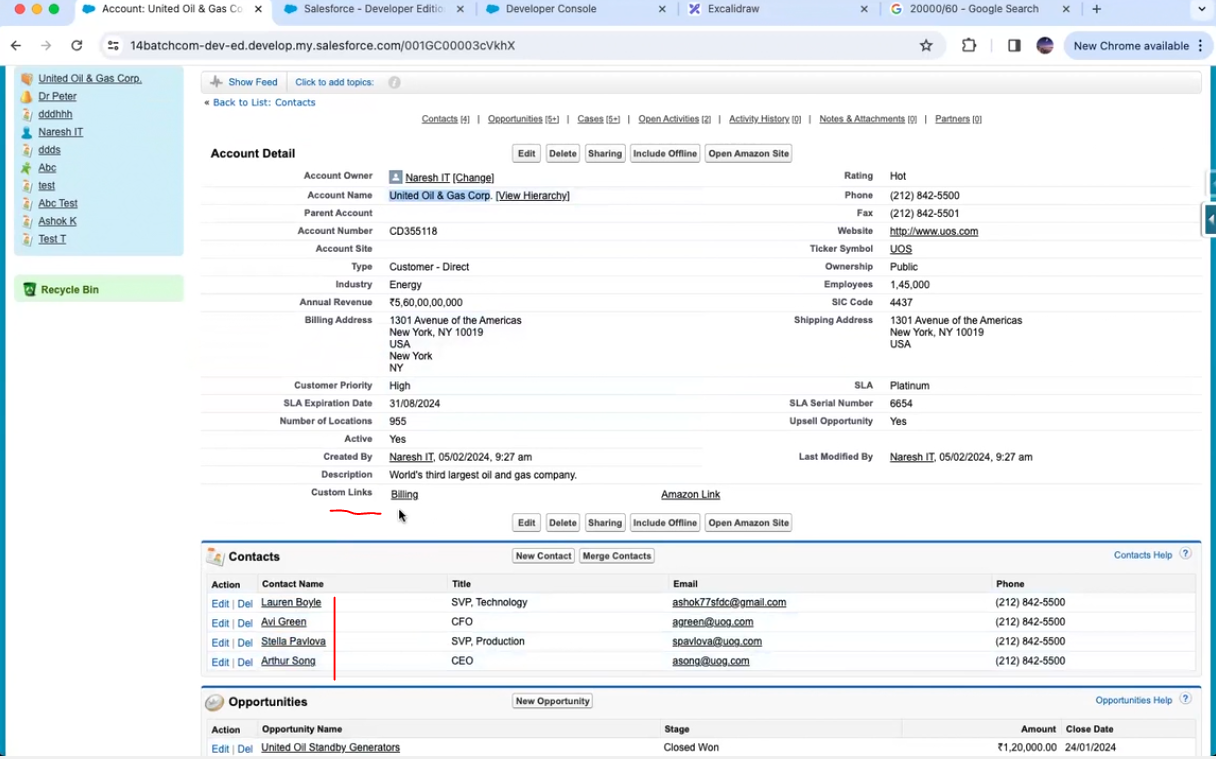 Account: United Oil & Gas Co
Salesforce - Developer Editio
Developer Console
Excalidraw
20000/60 - Google Search
14batchcom-dev-ed.develop.my.salesforce.com/001GC00003cVkhX
New Chrome available
United Oil & Gas Corp.
Dr Peter
dddhhh
Naresh IT
ddds
Abc
test
Abc Test
Ashok K
Test T
Recycle Bin
Show Feed Click to add topics:
« Back to List: Contacts
Contacts [4] | Opportunities [5+] | Cases [5+] | Open Activities [2] | Activity History [0] | Notes & Attachments [0] | Partners [0]
Account Detail Edit Delete Sharing Include Offline Open Amazon Site
Account Owner Naresh IT [Change] Rating Hot
Account Name United Oil & Gas Corp. [View Hierarchy] Phone (212) 842-5500
Parent Account Fax (212) 842-5501
Account Number CD355118 Website http://www.uos.com
Account Site Ticker Symbol UOS
Type Customer - Direct Ownership Public
Industry Energy Employees 1,45,000
Annual Revenue ₹5,60,00,00,000 SIC Code 4437
Billing Address 1301 Avenue of the Americas Shipping Address 1301 Avenue of the Americas
New York, NY 10019 New York, NY 10019
USA USA
New York
NY
Customer Priority High SLA Platinum
SLA Expiration Date 31/08/2024 SLA Serial Number 6654
Number of Locations 955 Upsell Opportunity Yes
Active Yes
Created By Naresh IT, 05/02/2024, 9:27 am Last Modified By Naresh IT, 05/02/2024, 9:27 am
Description World's third largest oil and gas company.
Custom Links Billing Amazon Link
Edit Delete Sharing Include Offline Open Amazon Site
Contacts New Contact Merge Contacts Contacts Help ?
Action Contact Name Title Email Phone
Edit | Del Lauren Boyle SVP, Technology ashok77sfdc@gmail.com (212) 842-5500
Edit | Del Avi Green CFO agreen@uog.com (212) 842-5500
Edit | Del Stella Pavlova SVP, Production spavlova@uog.com (212) 842-5500
Edit | Del Arthur Song CEO asong@uog.com (212) 842-5500
Opportunities New Opportunity Opportunities Help ?
Action Opportunity Name Stage Amount Close Date
Edit | Del United Oil Standby Generators Closed Won ₹1,20,000.00 24/01/2024